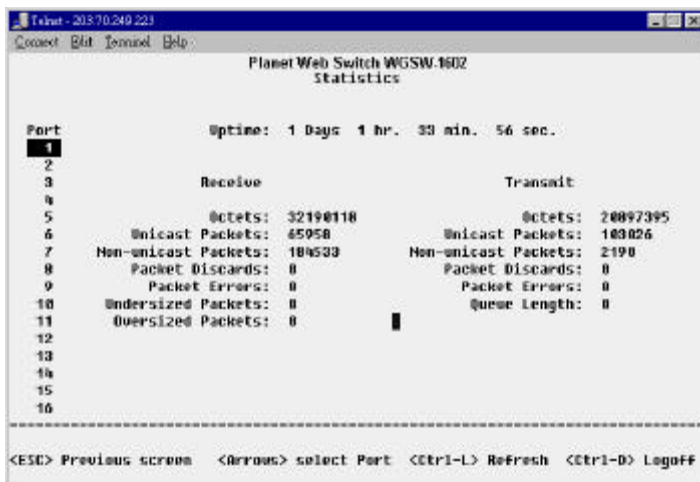 Telnet - 203.70.249.223
Connect Edit Terminal Help
Planet Web Switch WGSW-1602
Statistics
Port Uptime: 1 Days 1 hr. 33 min. 56 sec.
1
2
3 Receive Transmit
4
5 Octets: 32190118 Octets: 20897395
6 Unicast Packets: 65958 Unicast Packets: 103026
7 Non-unicast Packets: 184533 Non-unicast Packets: 2190
8 Packet Discards: 0 Packet Discards: 0
9 Packet Errors: 0 Packet Errors: 0
10 Undersized Packets: 0 Queue Length: 0
11 Oversized Packets: 0
12
13
14
15
16
<ESC> Previous screen <Arrows> select Port <Ctrl-L> Refresh <Ctrl-D> Logoff